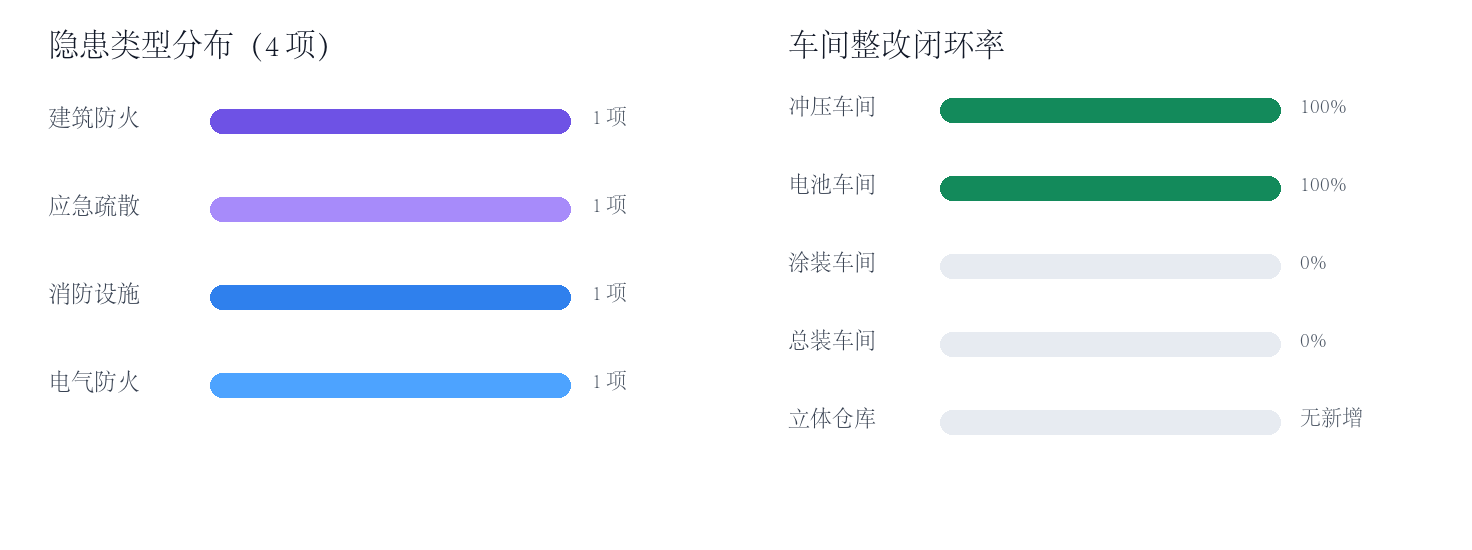 隐患类型分布（4 项）
建筑防火 1 项
应急疏散 1 项
消防设施 1 项
电气防火 1 项
车间整改闭环率
冲压车间 100%
电池车间 100%
涂装车间 0%
总装车间 0%
立体仓库 无新增